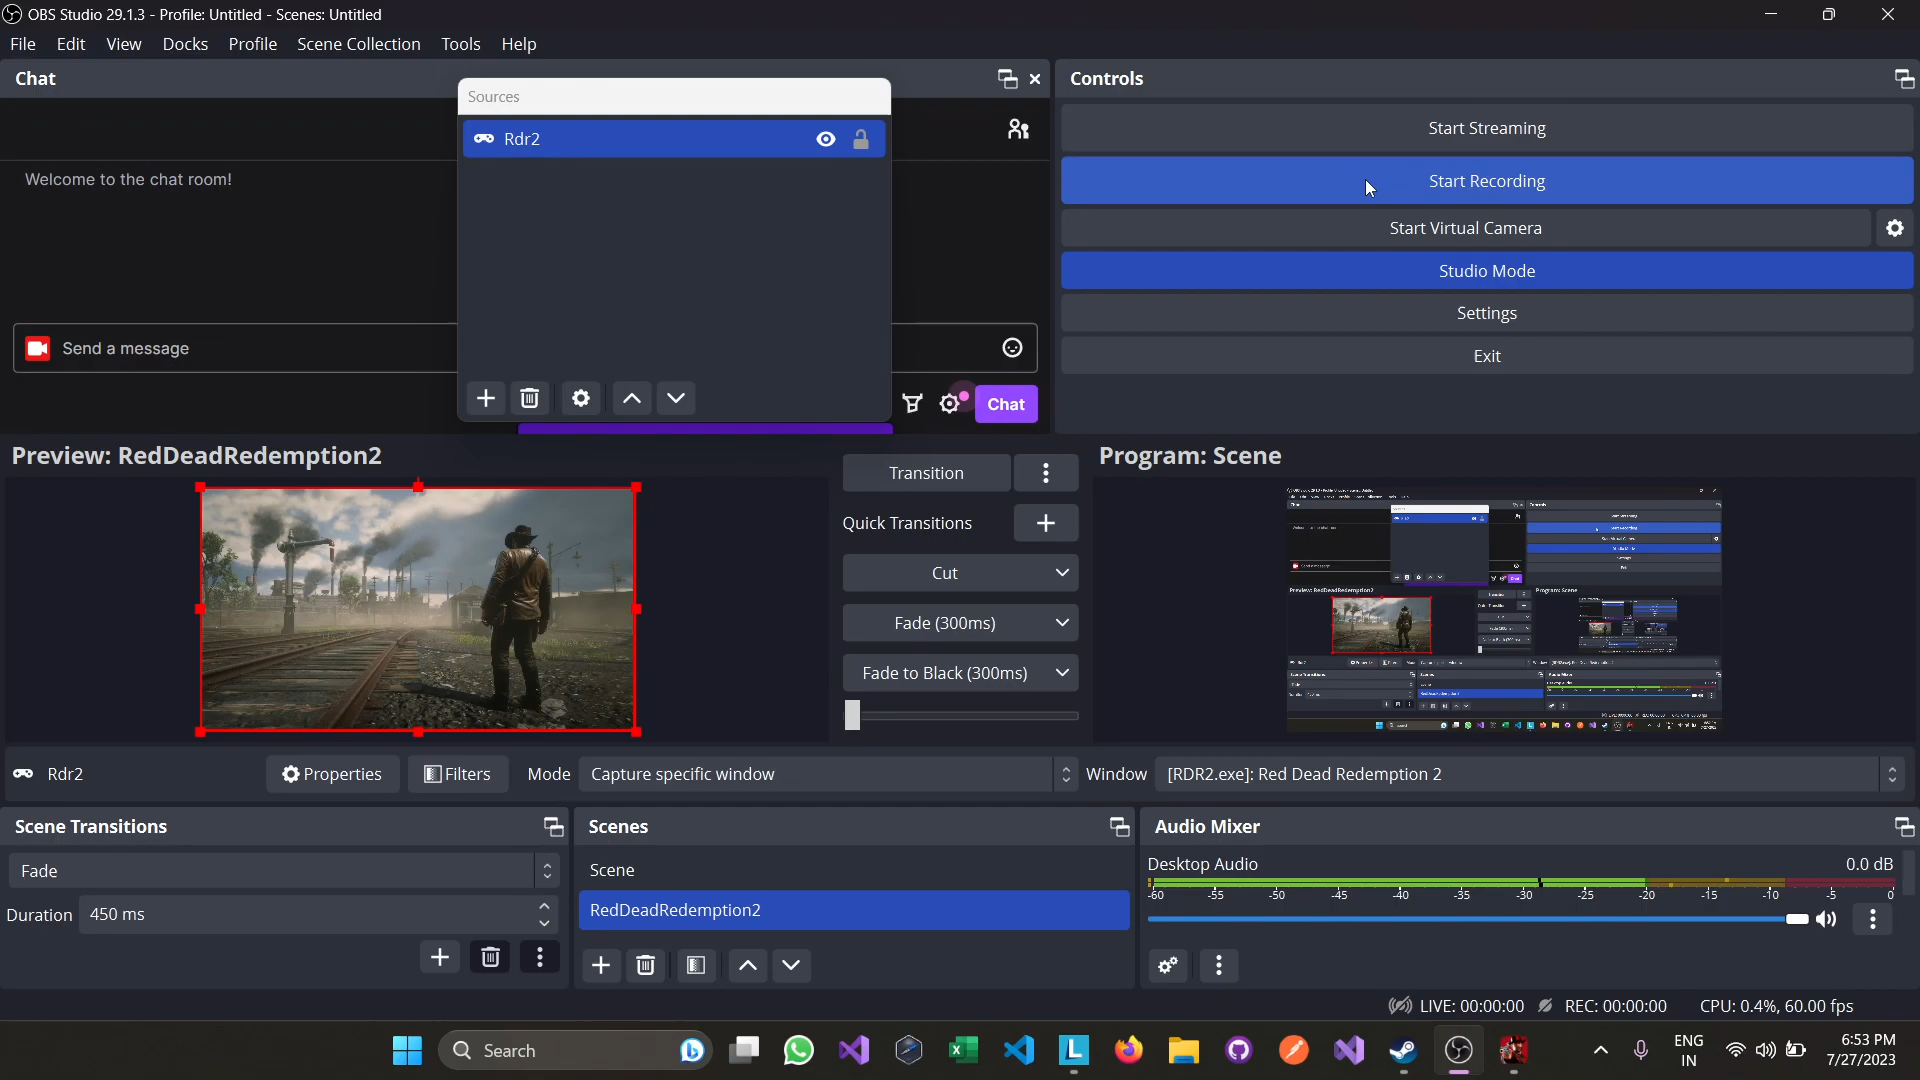 OBS Studio 29.1.3 - Profile: Untitled - Scenes: Untitled
File Edit View Docks Profile Scene Collection Tools Help
Chat
Sources
Rdr2
Welcome to the chat room!
Send a message
Chat
Controls
Start Streaming
Start Recording
Start Virtual Camera
Studio Mode
Settings
Exit
Preview: RedDeadRedemption2
Transition
Quick Transitions
Cut
Fade (300ms)
Fade to Black (300ms)
Program: Scene
Rdr2 Properties Filters Mode Capture specific window Window [RDR2.exe]: Red Dead Redemption 2
Scene Transitions
Fade
Duration 450 ms
Scenes
Scene
RedDeadRedemption2
Audio Mixer
Desktop Audio 0.0 dB
-60 -55 -50 -45 -40 -35 -30 -25 -20 -15 -10 -5 0
LIVE: 00:00:00 REC: 00:00:00 CPU: 0.4%, 60.00 fps
Search
ENG
IN
6:53 PM
7/27/2023